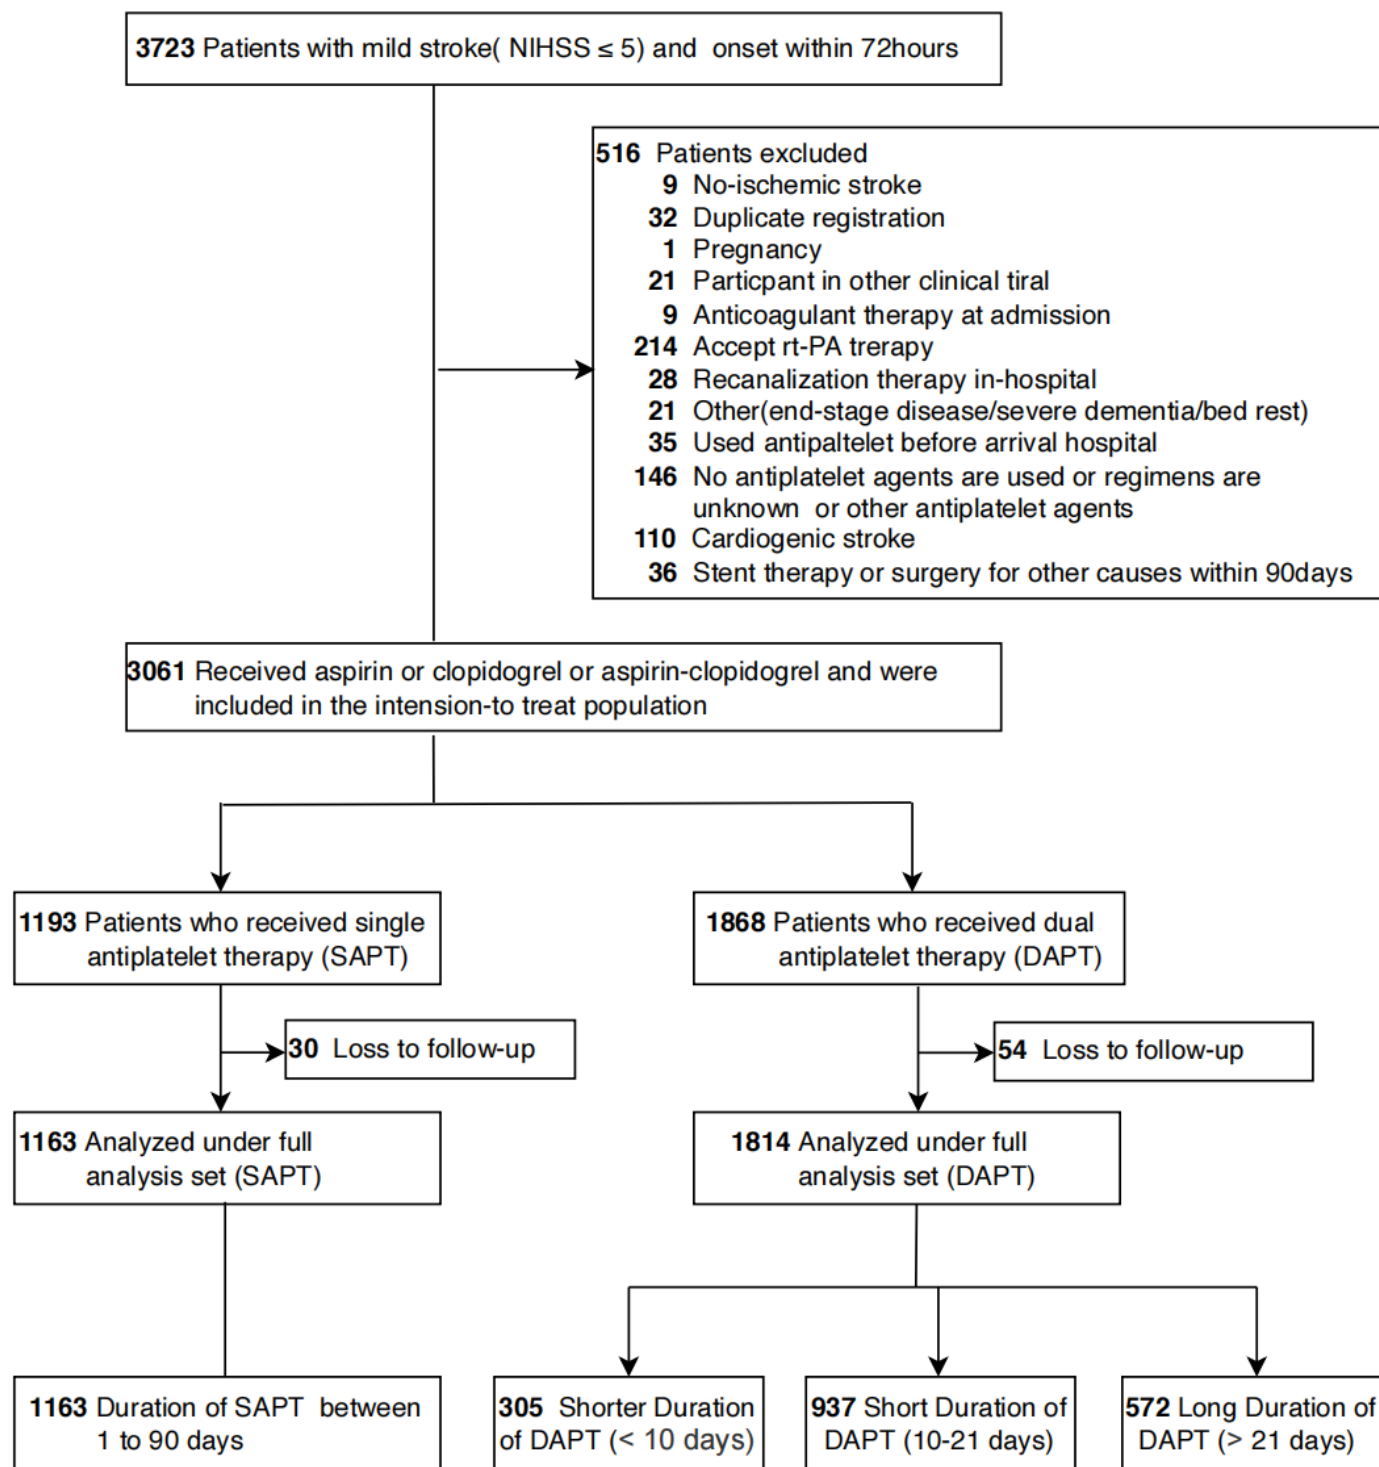 3723 Patients with mild stroke( NIHSS ≤ 5) and onset within 72hours
516 Patients excluded
9 No-ischemic stroke
32 Duplicate registration
1 Pregnancy
21 Particpant in other clinical tiral
9 Anticoagulant therapy at admission
214 Accept rt-PA trerapy
28 Recanalization therapy in-hospital
21 Other(end-stage disease/severe dementia/bed rest)
35 Used antipaltelet before arrival hospital
146 No antiplatelet agents are used or regimens are
unknown or other antiplatelet agents
110 Cardiogenic stroke
36 Stent therapy or surgery for other causes within 90days
3061 Received aspirin or clopidogrel or aspirin-clopidogrel and were
included in the intension-to treat population
1193 Patients who received single
antiplatelet therapy (SAPT)
1868 Patients who received dual
antiplatelet therapy (DAPT)
30 Loss to follow-up
54 Loss to follow-up
1163 Analyzed under full
analysis set (SAPT)
1814 Analyzed under full
analysis set (DAPT)
1163 Duration of SAPT between
1 to 90 days
305 Shorter Duration
of DAPT (< 10 days)
937 Short Duration of
DAPT (10-21 days)
572 Long Duration of
DAPT (> 21 days)